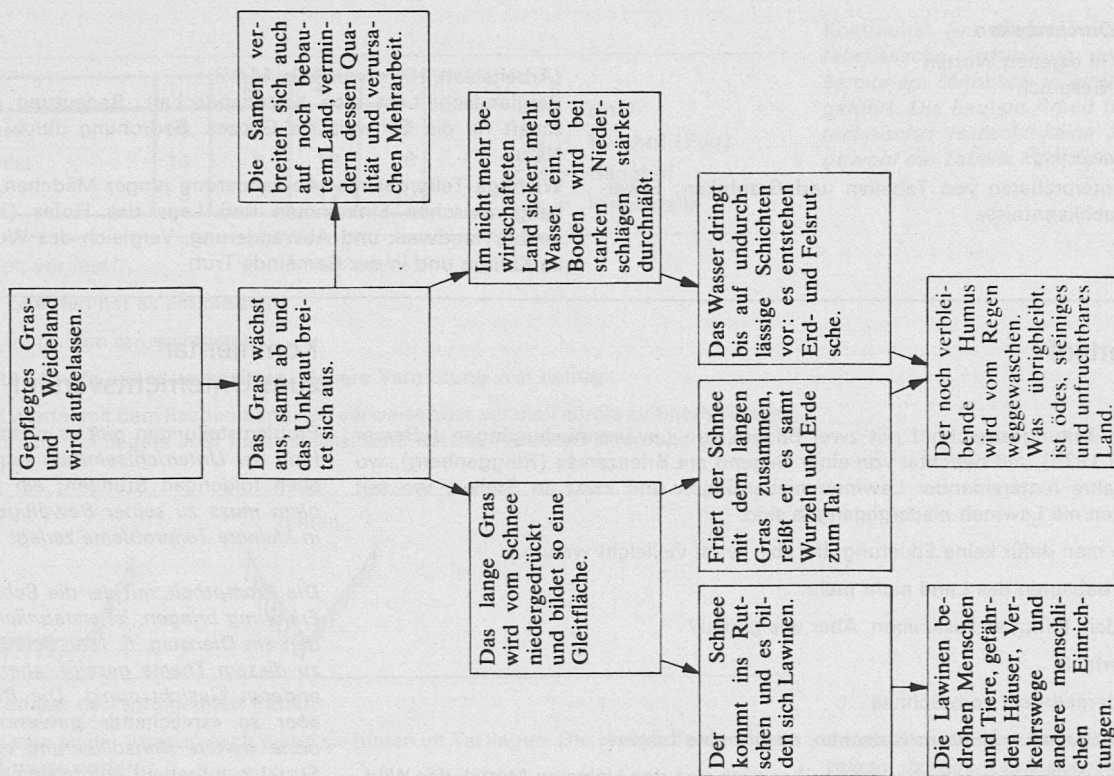 Gepflegtes Gras-
und Weideland
wird aufgelassen.
Das Gras wächst
lang, versamt und
das Unkraut brei-
tet sich aus.
Die Samen ver-
breiten sich auch
auf noch bebau-
tem Land, vermin-
dern dessen Qua-
lität und verursa-
chen Mehrarbeit.
Das lange Gras
wird vom Schnee
niedergedrückt
und bildet eine
Gleitfläche.
Im nicht mehr be-
wirtschafteten
Land sickert mehr
Wasser ein, der
Boden wird bei
starken Nieder-
schlägen stärker
durchnäßt.
Der Schnee
kommt ins Rut-
schen und es bil-
den sich Lawinen.
Friert der Schnee
mit den langen
Gras zusammen,
so reißt er es samt
Wurzeln und Erde
zum Tal.
Das Wasser dringt
bis auf undurch-
lässige Schichten
vor: es entstehen
Erd- und Felsrut-
sche.
Die Lawinen be-
drohen Menschen
und Tiere, gefähr-
den Häuser, Ver-
kehrswege und
andere menschli-
chen Einrich-
tungen.
Der noch verblei-
bende Humus
wird vom Regen
weggewaschen.
Was übrigbleibt,
ist ödes, steiniges
und unfruchtbares
Land.